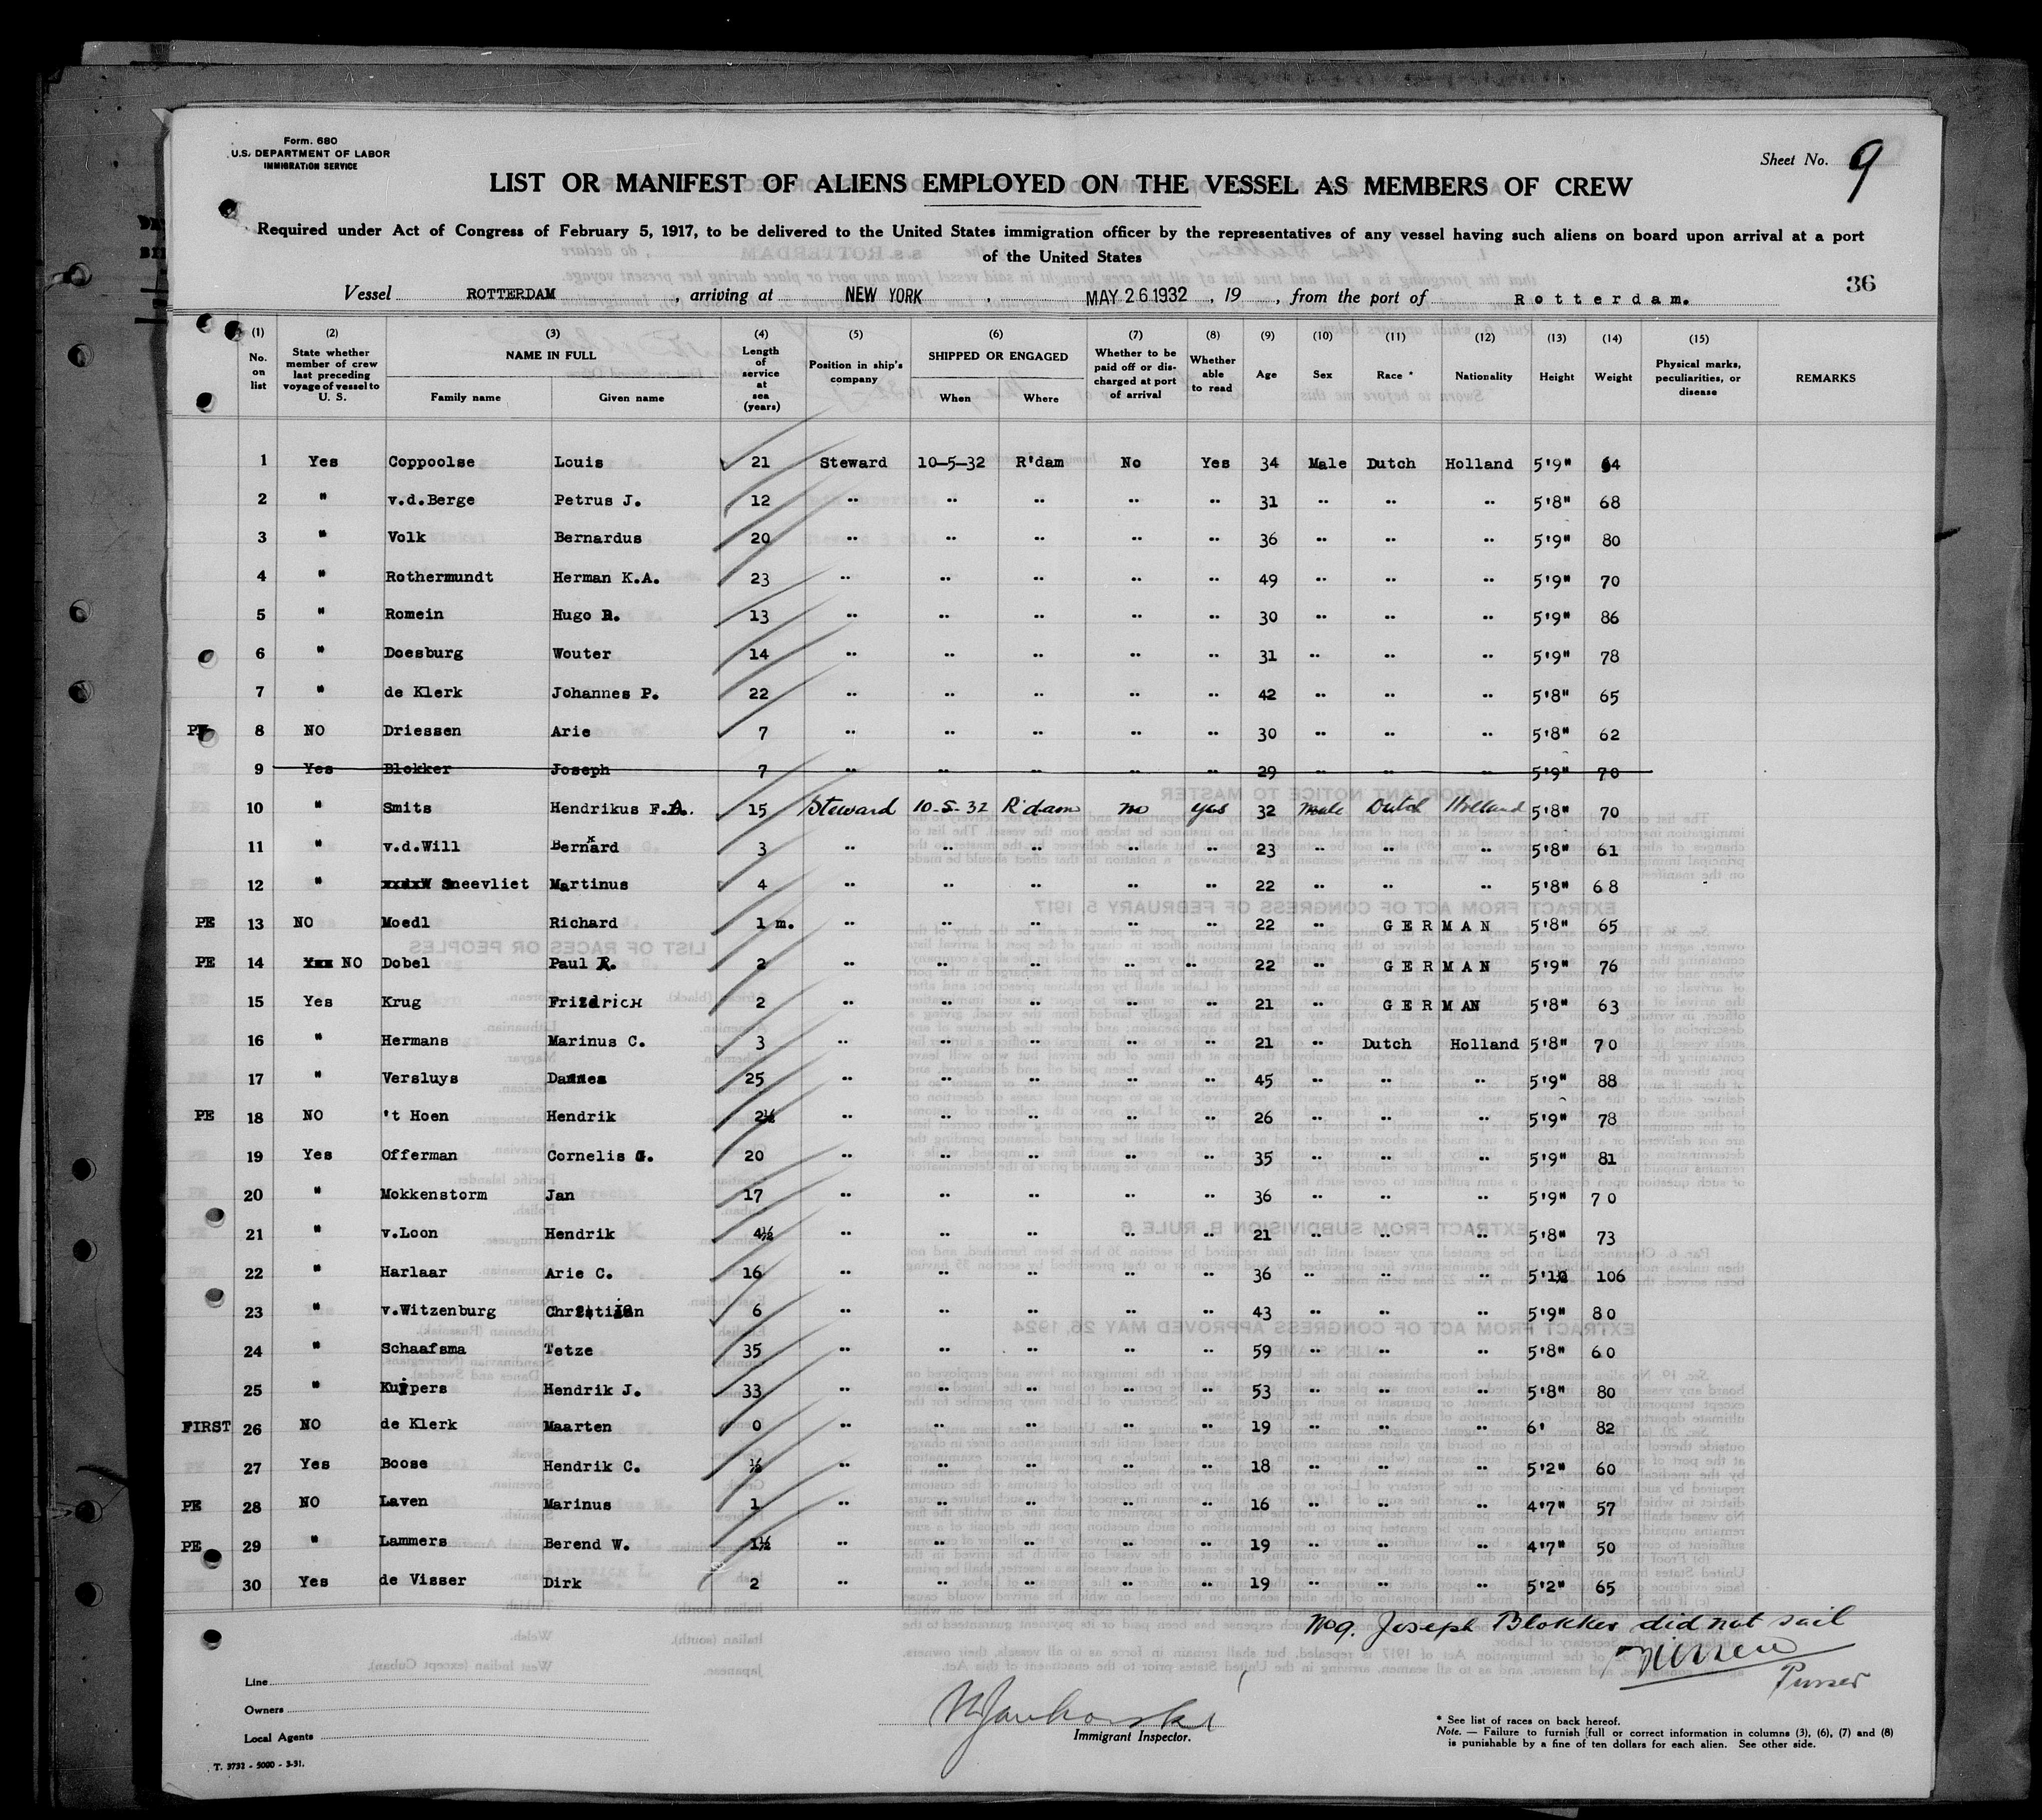 Form. 680
U.S. DEPARTMENT OF LABOR
IMMIGRATION SERVICE
Sheet No. 9
LIST OR MANIFEST OF ALIENS EMPLOYED ON THE VESSEL AS MEMBERS OF CREW
Required under Act of Congress of February 5, 1917, to be delivered to the United States immigration officer by the representatives of any vessel having such aliens on board upon arrival at a port
of the United States
36
Vessel ROTTERDAM, arriving at NEW YORK, MAY 26 1932, 19 , from the port of Rotterdam.
(1) (2) (3) (4) (5) (6) (7) (8) (9) (10) (11) (12) (13) (14) (15)
No. on list State whether member of crew last preceding voyage of vessel to U. S. NAME IN FULL Family name Given name Length of service at sea (years) Position in ship's company SHIPPED OR ENGAGED When Where Whether to be paid off or discharged at port of arrival Whether able to read Age Sex Race * Nationality Height Weight Physical marks, peculiarities, or disease REMARKS
1 Yes Coppoolse Louis 21 Steward 10-5-32 R'dam No Yes 34 Male Dutch Holland 5'9" 64
2 " v.d.Berge Petrus J. 12 " " " " " 31 " " " 5'8" 68
3 " Volk Bernardus 20 " " " " " 36 " " " 5'9" 80
4 " Rothermundt Herman K.A. 23 " " " " " 49 " " " 5'9" 70
5 " Romein Hugo R. 13 " " " " " 30 " " " 5'9" 86
6 " Doesburg Wouter 14 " " " " " 31 " " " 5'9" 78
7 " de Klerk Johannes P. 22 " " " " " 42 " " " 5'8" 65
8 NO Driessen Arie 7 " " " " " 30 " " " 5'8" 62
9 Yes Blokker Joseph 7 " " " " " 29 " " " 5'9" 70
10 " Smits Hendrikus F.A. 15 Steward 10-5-32 R'dam no yes 32 male Dutch Holland 5'8" 70
11 " v.d.Will Bernard 3 " " " " " 23 " " " 5'8" 61
12 " Sneevliet Martinus 4 " " " " " 22 " " " 5'8" 68
PE 13 NO Moedl Richard 1 m. " " " " " 22 " GERMAN 5'8" 65
PE 14 NO Dobel Paul 2 " " " " " 22 " GERMAN 5'9" 76
15 Yes Krug Friedrich 2 " " " " " 21 " GERMAN 5'8" 63
16 " Hermans Marinus C. 3 " " " " " 21 " Dutch Holland 5'8" 70
17 " Versluys 25 " " " " " 45 " " " 5'9" 88
PE 18 NO 't Hoen Hendrik 2½ " " " " " 26 " " " 5'9" 78
19 Yes Offerman Cornelis G. 20 " " " " " 35 " " " 5'9" 81
20 " Mokkenstorm Jan 17 " " " " " 36 " " " 5'9" 70
21 " v.Loon Hendrik 4½ " " " " " 21 " " " 5'8" 73
22 " Harlaar Arie C. 16 " " " " " 36 " " " 106
23 " v.Witzenburg 6 " " " " " 43 " " " 5'9" 80
24 " Schaafsma Tetze 35 " " " " " 59 " " " 5'8" 60
25 " Kuijpers Hendrik J. 33 " " " " " 53 " " " 5'8" 80
FIRST 26 NO de Klerk Maarten 0 " " " " " 19 " " " 6' 82
27 Yes Boose Hendrik C. ½ " " " " " 18 " " " 5'2" 60
PE 28 NO Laven Marinus 1 " " " " " 16 " " " 4'7" 57
PE 29 " Lammers Berend W. 1½ " " " " " 19 " " " 4'7" 50
30 Yes de Visser Dirk 2 " " " " " 19 " " " 5'2" 65
No 9. Joseph Blokker did not sail
Purser
Line
Owners
Local Agents
Immigrant Inspector.
* See list of races on back hereof.
Note. — Failure to furnish full or correct information in columns (3), (6), (7) and (8)
is punishable by a fine of ten dollars for each alien. See other side.
T. 3732 - 5000 - 3-31.